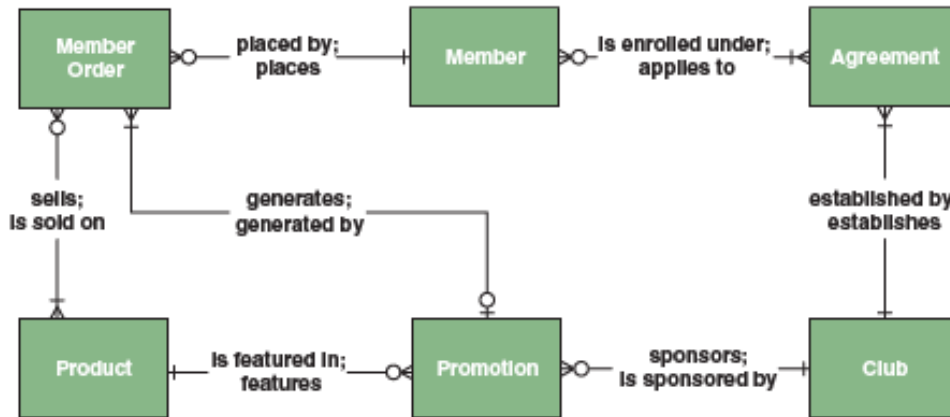 Member
Order
placed by;
places
Member
is enrolled under;
applies to
Agreement
sells;
is sold on
generates;
generated by
established by
establishes
Product
is featured in;
features
Promotion
sponsors;
is sponsored by
Club